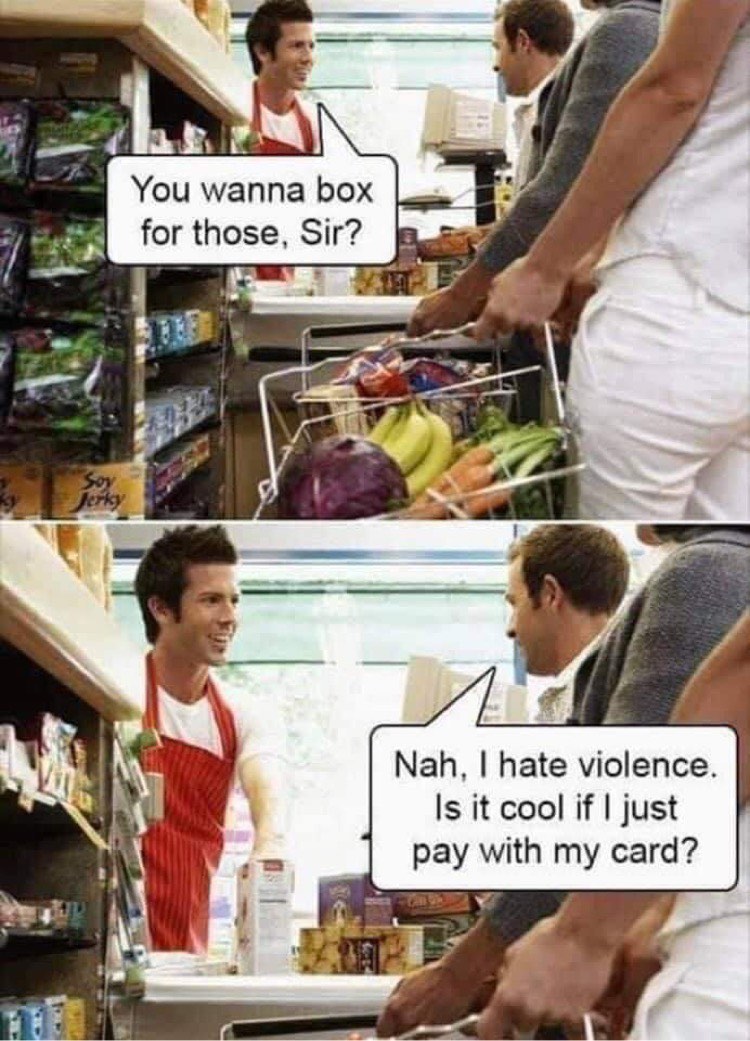 You wanna box
for those, Sir?
Soy
Jerky
Nah, I hate violence.
Is it cool if I just
pay with my card?